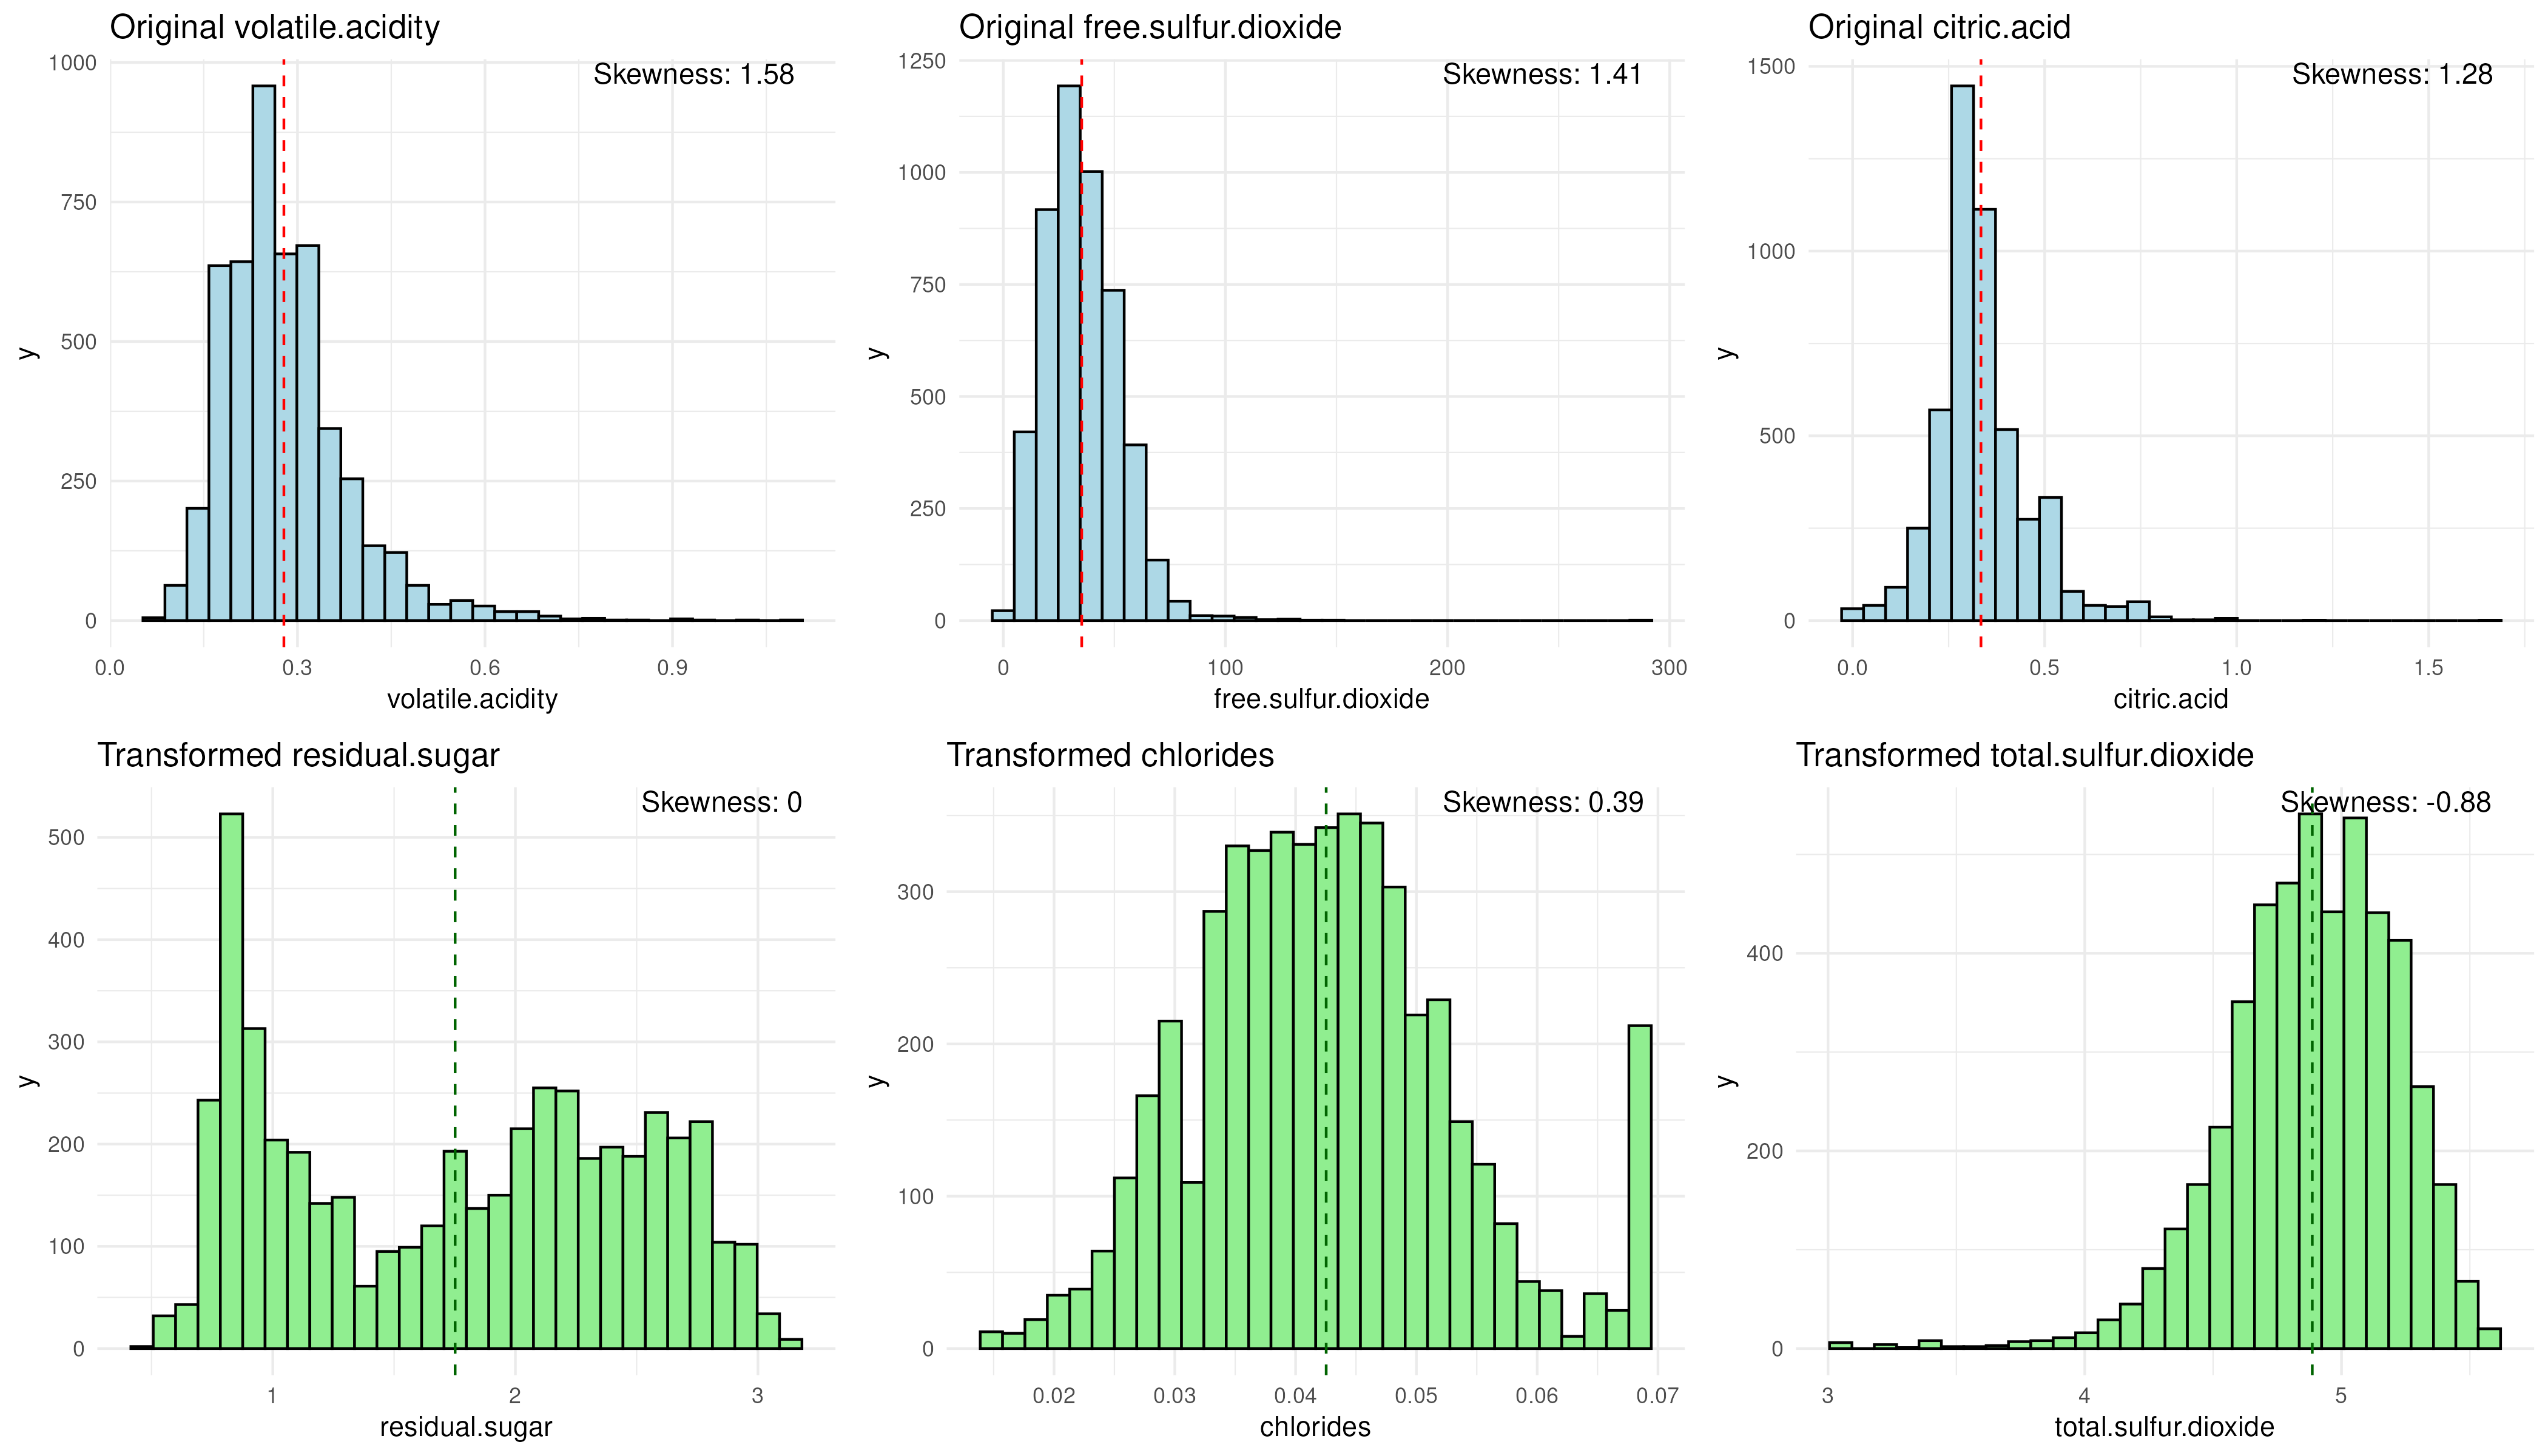 Original volatile.acidity
Skewness: 1.58
1000
750
500
250
0
y
0.0 0.3 0.6 0.9
volatile.acidity
Original free.sulfur.dioxide
Skewness: 1.41
1250
1000
750
500
250
0
y
0 100 200 300
free.sulfur.dioxide
Original citric.acid
Skewness: 1.28
1500
1000
500
0
y
0.0 0.5 1.0 1.5
citric.acid
Transformed residual.sugar
Skewness: 0
500
400
300
200
100
0
y
1 2 3
residual.sugar
Transformed chlorides
Skewness: 0.39
300
200
100
0
y
0.02 0.03 0.04 0.05 0.06 0.07
chlorides
Transformed total.sulfur.dioxide
Skewness: -0.88
400
200
0
y
3 4 5
total.sulfur.dioxide